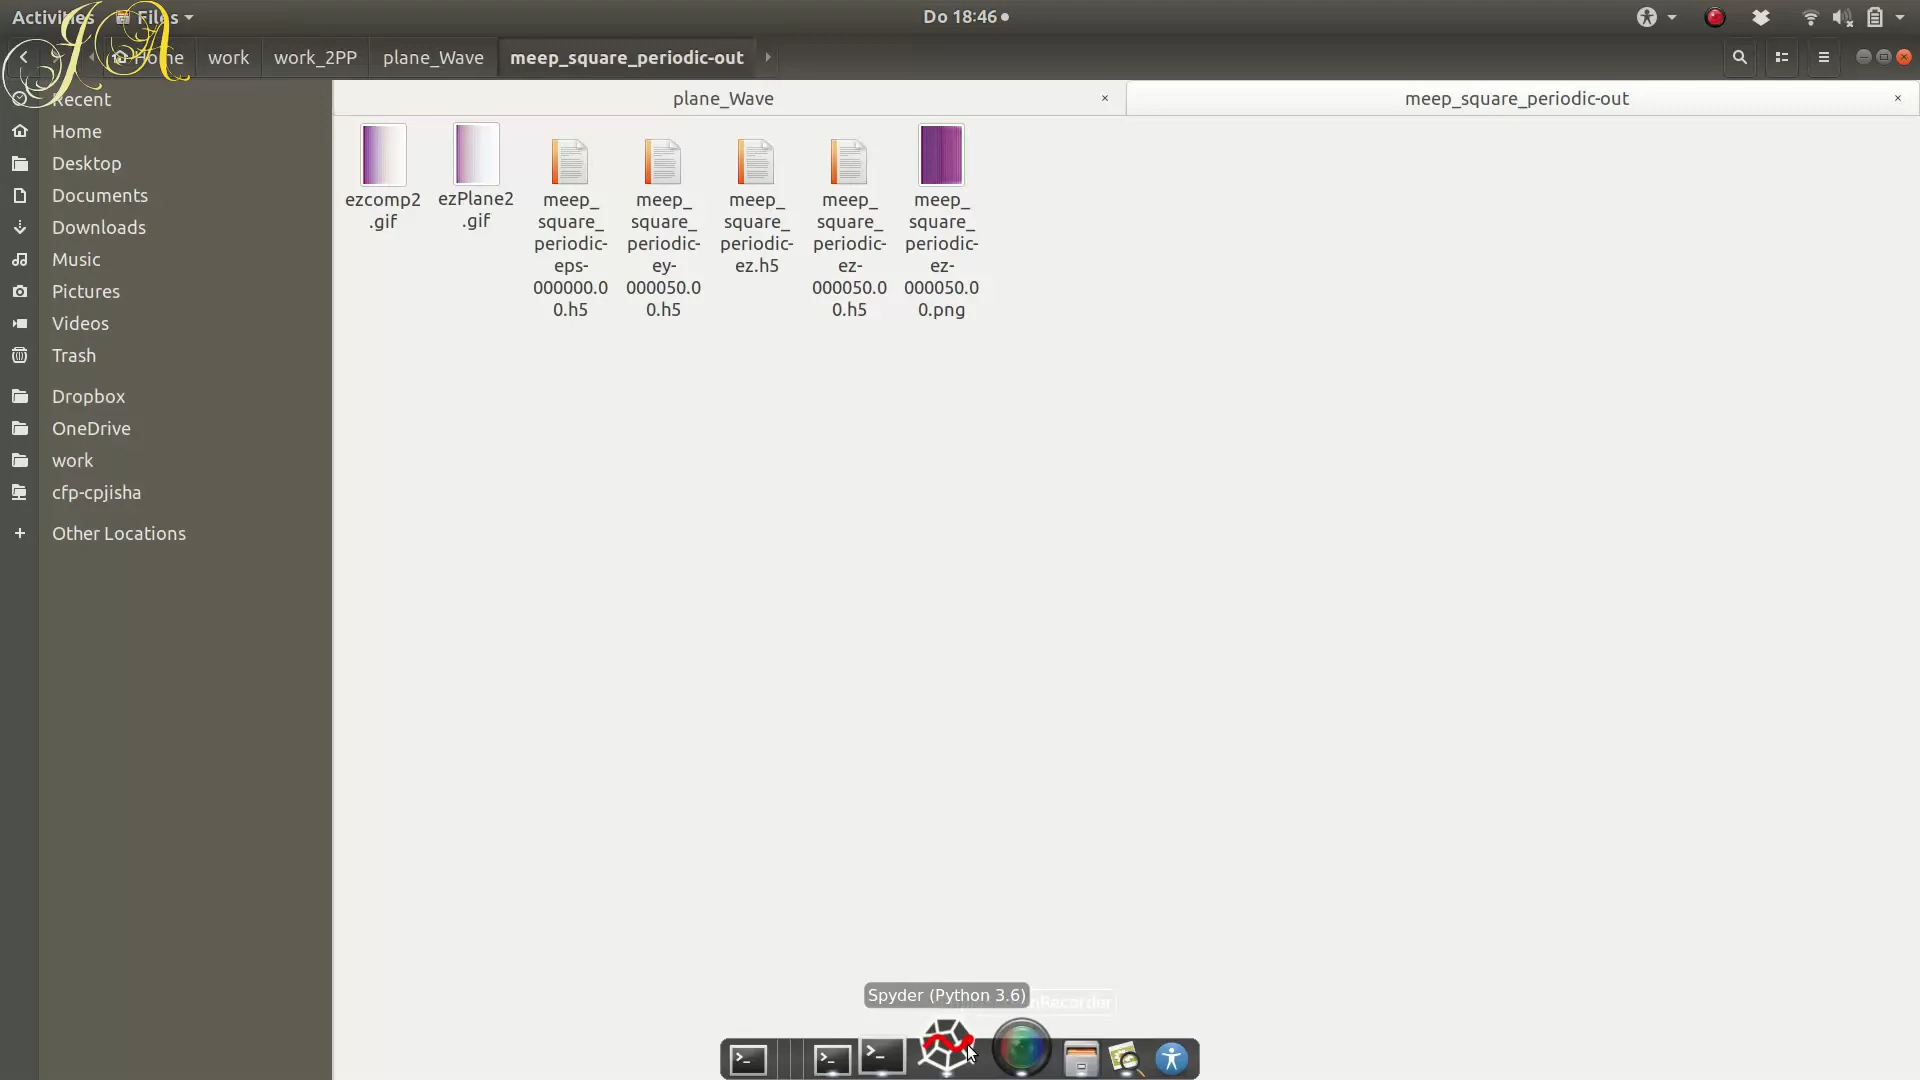 Activities Files
Do 18:46
Home work work_2PP plane_Wave meep_square_periodic-out
plane_Wave
meep_square_periodic-out
Recent
Home
Desktop
Documents
Downloads
Music
Pictures
Videos
Trash
Dropbox
OneDrive
work
cfp-cpjisha
Other Locations
ezcomp2
.gif
ezPlane2
.gif
meep_
square_
periodic-
eps-
000000.0
0.h5
meep_
square_
periodic-
ey-
000050.0
0.h5
meep_
square_
periodic-
ez.h5
meep_
square_
periodic-
ez-
000050.0
0.h5
meep_
square_
periodic-
ez-
000050.0
0.png
Spyder (Python 3.6)
JA